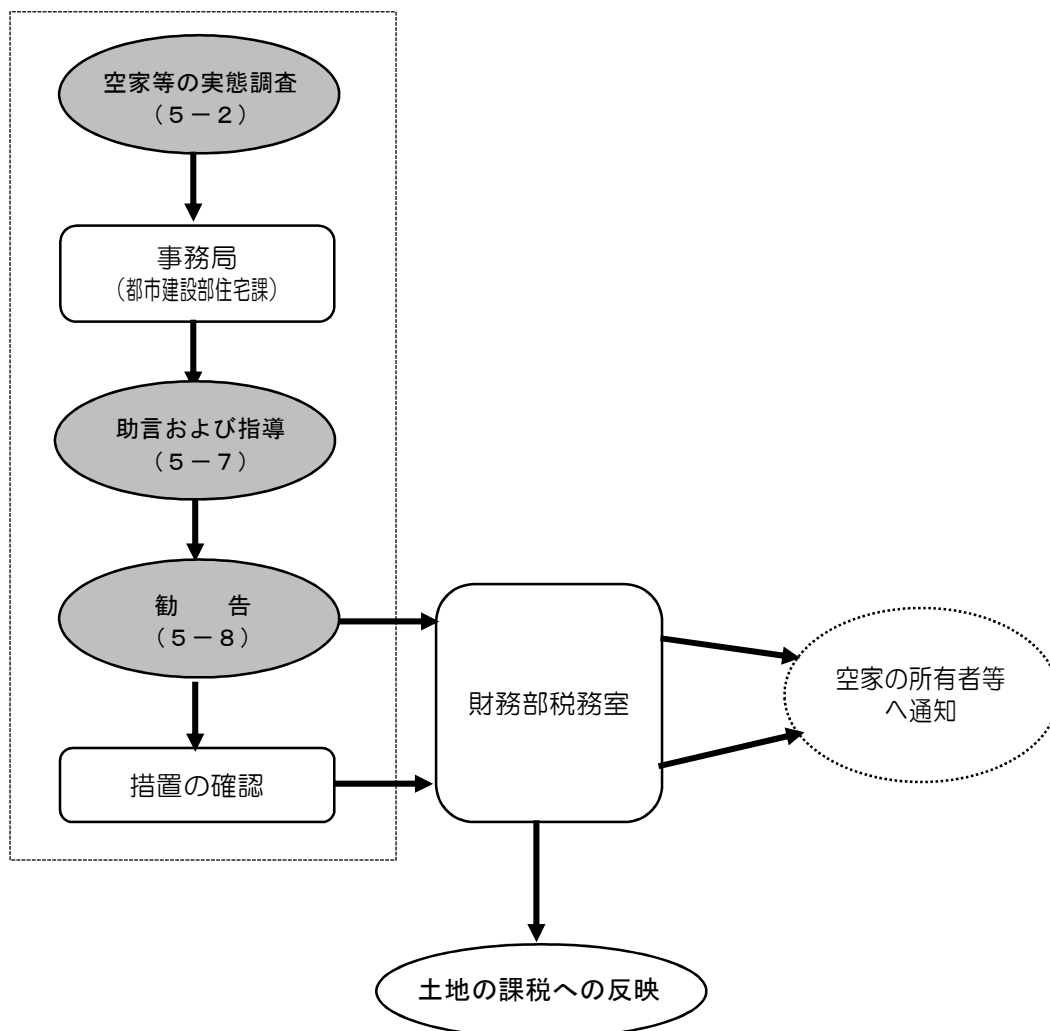 空家等の実態調査
（５－２）
事務局
（都市建設部住宅課）
助言および指導
（５－７）
勧　　告
（５－８）
措置の確認
財務部税務室
空家の所有者等
へ通知
土地の課税への反映